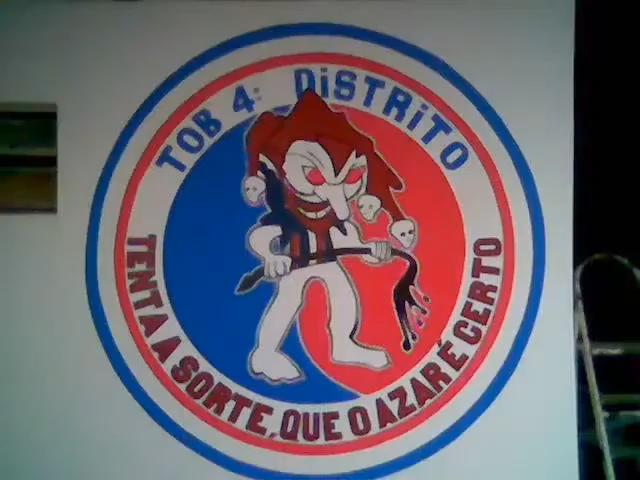 TOB 4º DiSTRiTO
TENTA A SORTE, QUE O AZAR É CERTO